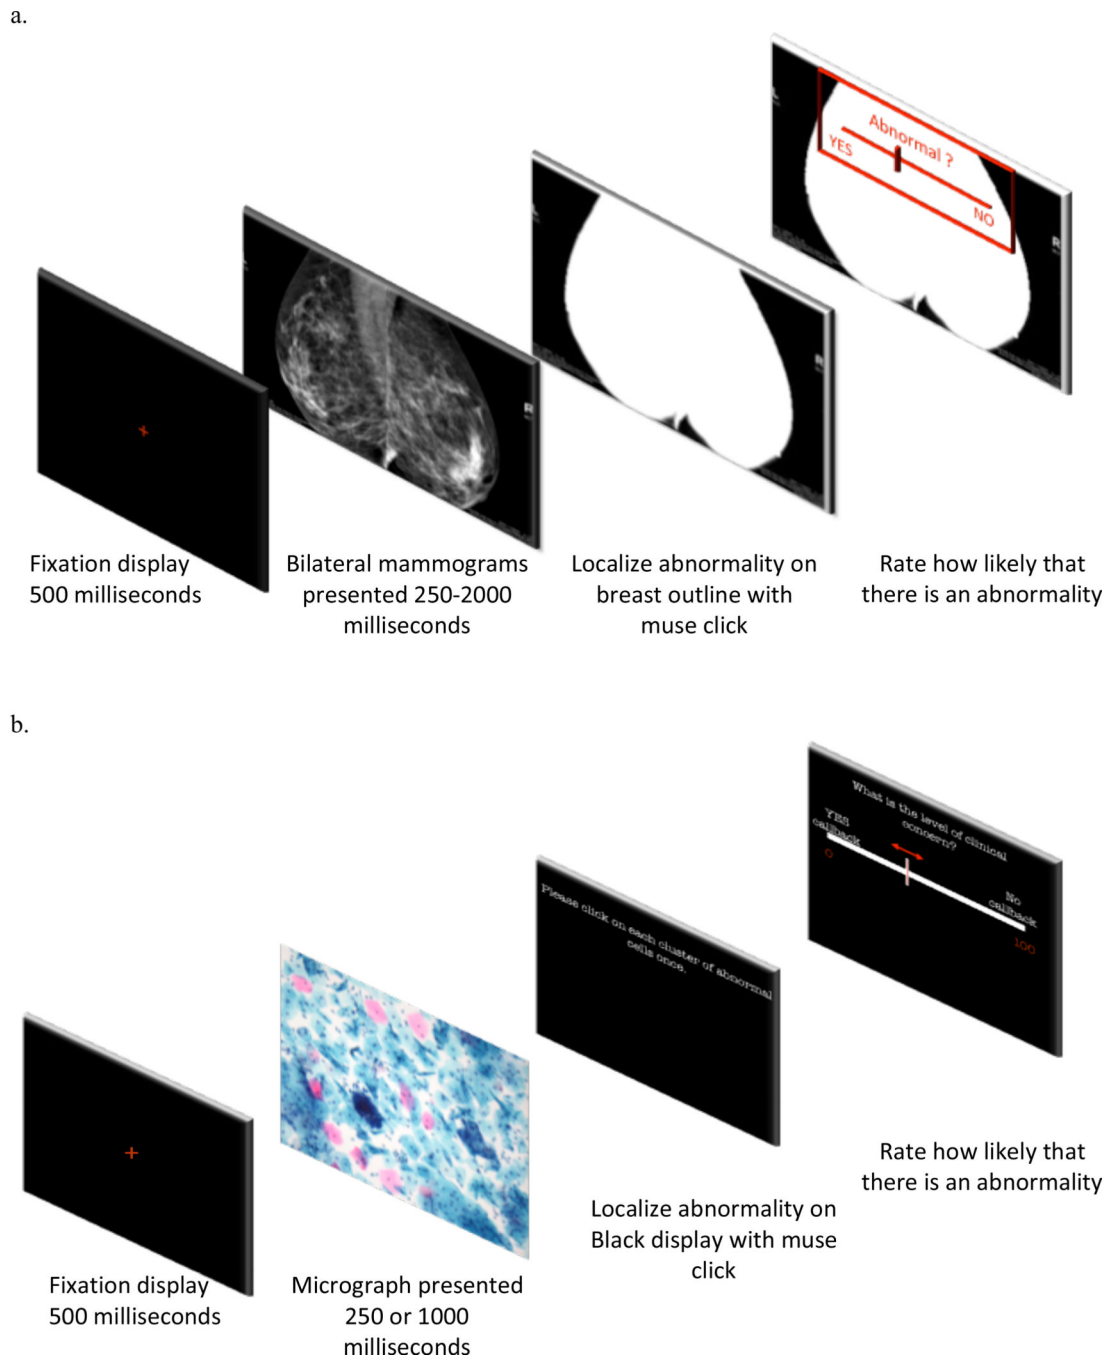 a.
Abnormal ?
YES
NO
L
R
L
R
R
Fixation display
500 milliseconds
Bilateral mammograms
presented 250-2000
milliseconds
Localize abnormality on
breast outline with
muse click
Rate how likely that
there is an abnormality
b.
What is the level of clinical
concern?
YES
callback
0
No
callback
100
Please click on each cluster of abnormal
cells once.
Rate how likely that
there is an abnormality
Localize abnormality on
Black display with muse
click
Fixation display
500 milliseconds
Micrograph presented
250 or 1000
milliseconds